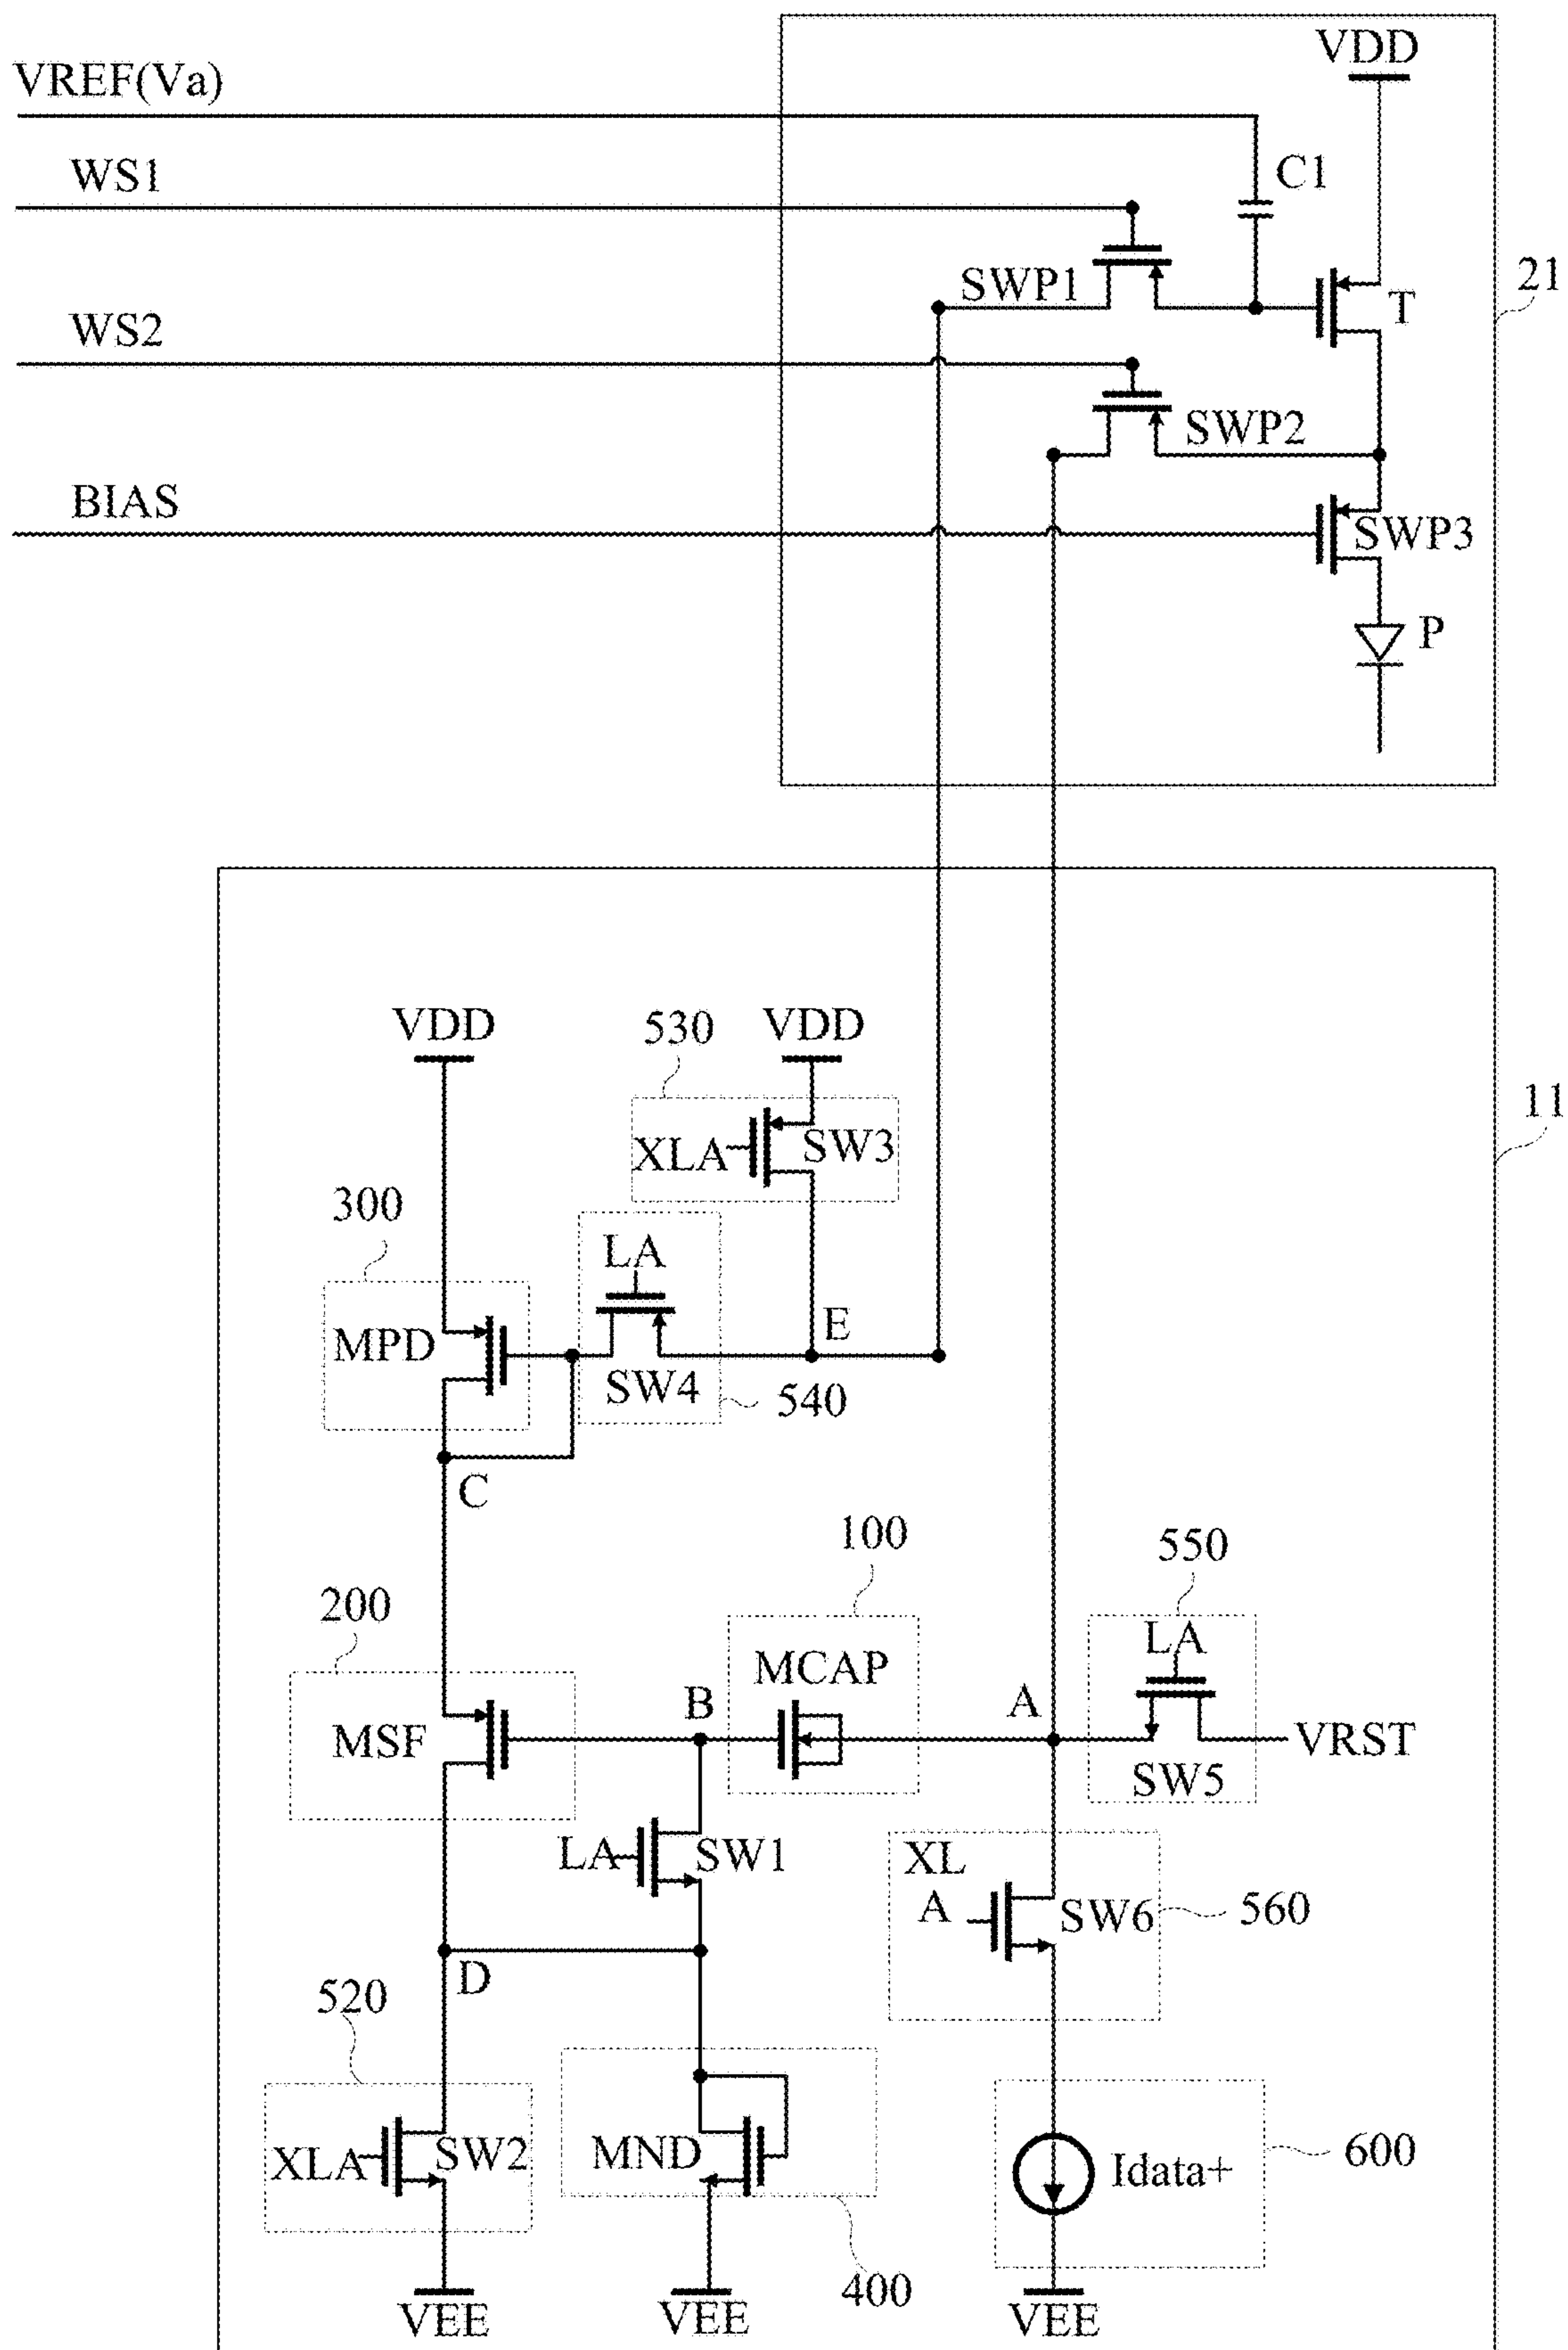 VDD
VREF(Va)
C1
WS1
SWP1
T
21
WS2
SWP2
BIAS
SWP3
P
VDD
530
VDD
11
XLA
SW3
300
LA
MPD
E
SW4
540
C
100
550
200
LA
MCAP
B
A
MSF
VRST
SW5
LA
SW1
XL
A
SW6
560
D
520
XLA
SW2
MND
Idata+
600
400
VEE
VEE
VEE